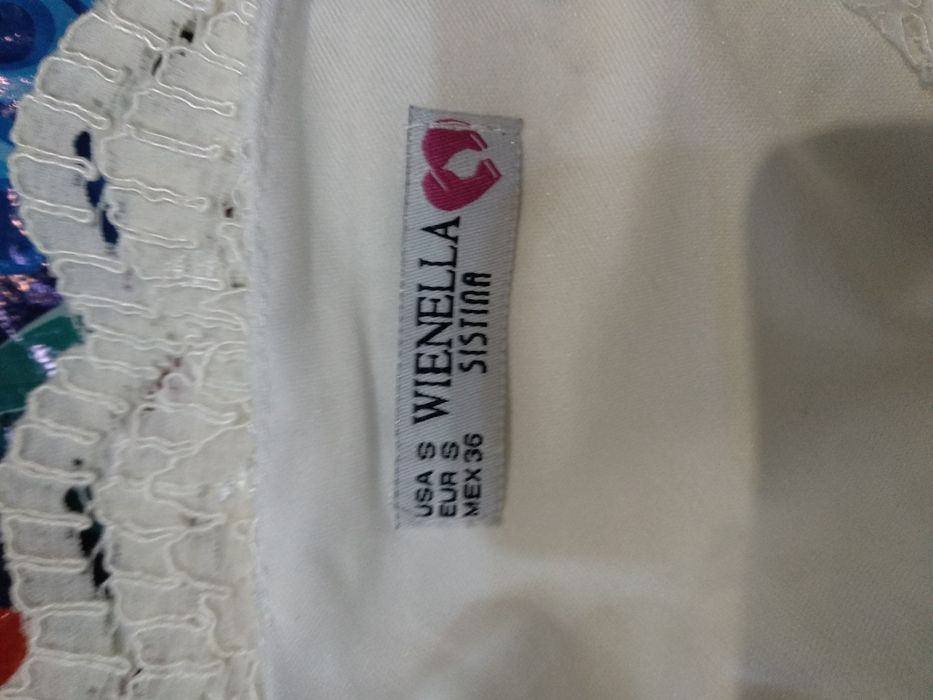 WIENELLA
SISTINA
USA S
EUR S
MEX 36